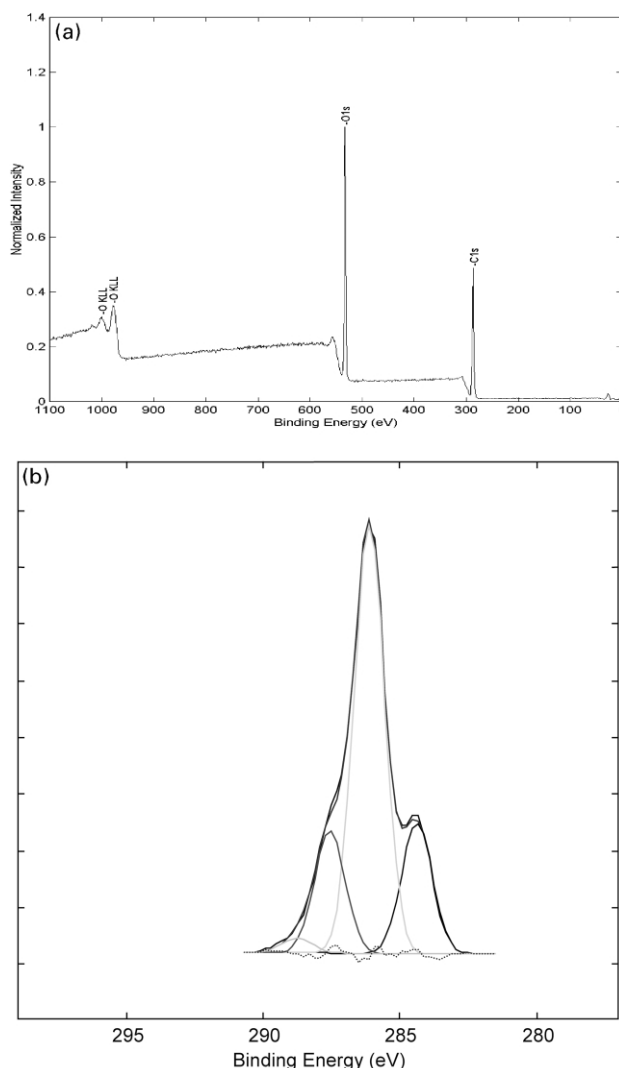 (a)
1.4
1.2
1
0.8
0.6
0.4
0.2
0
Normalized Intensity
-O KLL
-O KLL
-O1s
-C1s
1100 1000 900 800 700 600 500 400 300 200 100
Binding Energy (eV)
(b)
295 290 285 280
Binding Energy (eV)